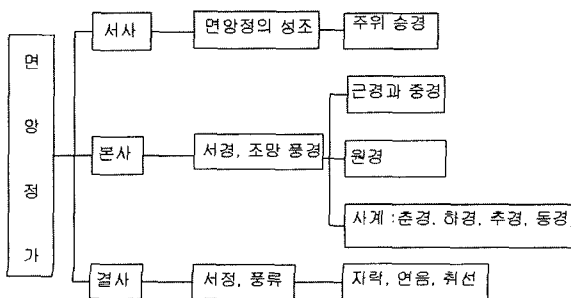 면앙정가
서사
면앙정의 성조
주위 승경
본사
서경, 조망 풍경
근경과 중경
원경
사계 :춘경, 하경, 추경, 동경
결사
서정, 풍류
자락, 연음, 취선